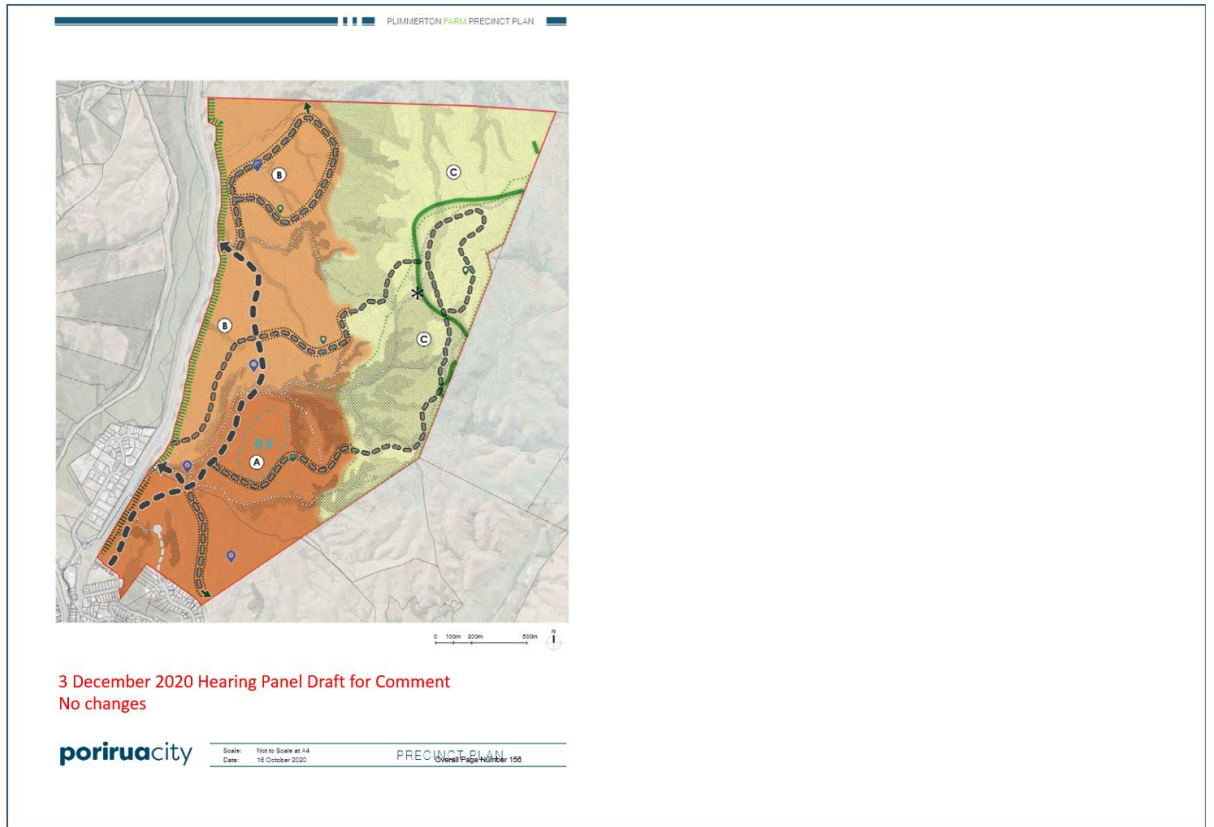 PLIMMERTON FARM PRECINCT PLAN
B
C
B
C
RV
A
0 100m 200m 500m
N
3 December 2020 Hearing Panel Draft for Comment
No changes
poriruacity
Scale: Not to Scale at A4
Date: 16 October 2020
PRECINCT PLAN
Overall Page Number 156